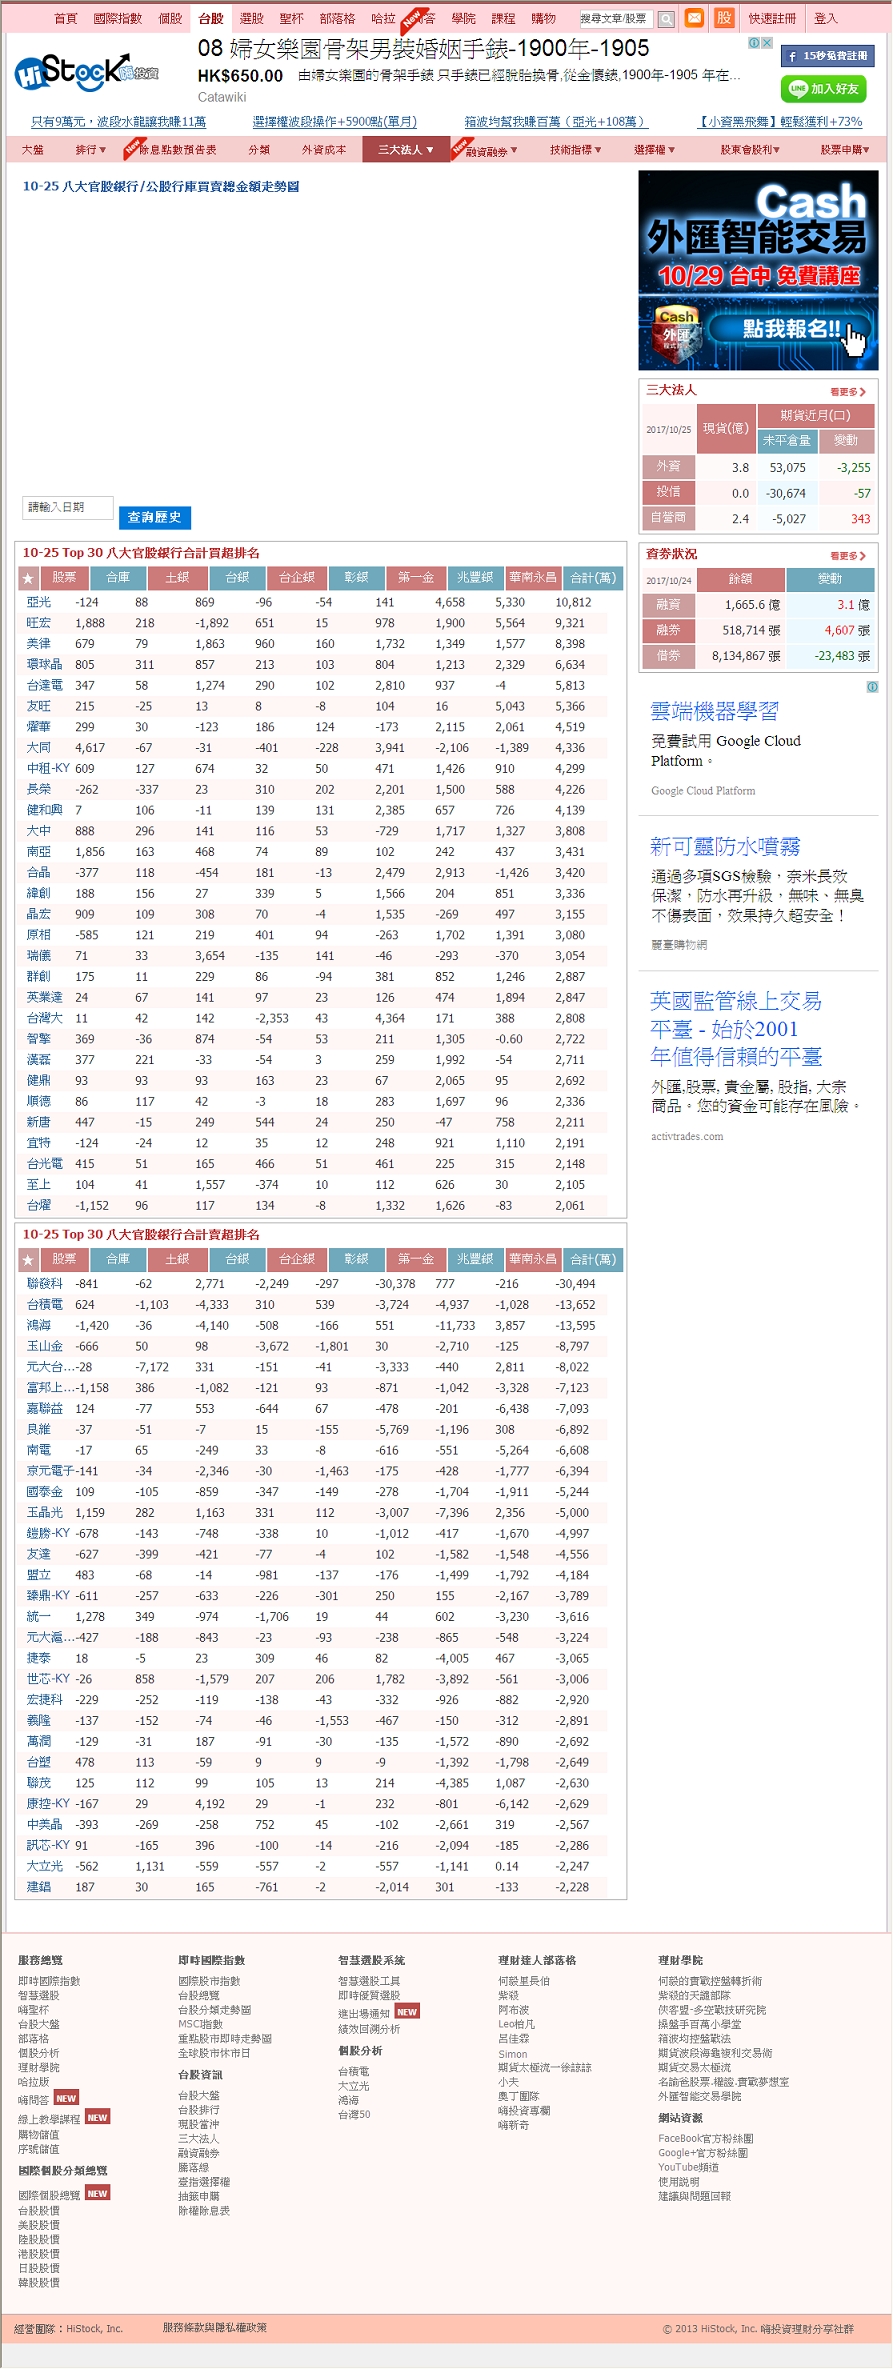 首頁 國際指數 個股 台股 選股 聖杯 部落格 哈拉 New 答 學院 課程 購物 搜尋文章/股票 股 快速註冊 登入
HiStock嗨投資
08 婦女樂園骨架男裝婚姻手錶-1900年-1905
HK$650.00 由婦女樂園的骨架手錶 只手錶已經脫胎換骨,從金懷錶,1900年-1905 年在...
Catawiki
f 15秒免費註冊
LINE 加入好友
只有9萬元，波段水龍讓我賺11萬 選擇權波段操作+5900點(單月) 箱波均幫我賺百萬（亞光+108萬） 【小資黑飛舞】輕鬆獲利+73%
大盤 排行▼ New 除息點數預告表 分類 外資成本 三大法人▼ New 融資融券▼ 技術指標▼ 選擇權▼ 股東會股利▼ 股票申購▼
10-25 八大官股銀行/公股行庫買賣總金額走勢圖
請輸入日期 查詢歷史
10-25 Top 30 八大官股銀行合計買超排名
★ 股票 合庫 土銀 台銀 台企銀 彰銀 第一金 兆豐銀 華南永昌 合計(萬)
亞光 -124 88 869 -96 -54 141 4,658 5,330 10,812
旺宏 1,888 218 -1,892 651 15 978 1,900 5,564 9,321
美律 679 79 1,863 960 160 1,732 1,349 1,577 8,398
環球晶 805 311 857 213 103 804 1,213 2,329 6,634
台達電 347 58 1,274 290 102 2,810 937 -4 5,813
友旺 215 -25 13 8 -8 104 16 5,043 5,366
燿華 299 30 -123 186 124 -173 2,115 2,061 4,519
大同 4,617 -67 -31 -401 -228 3,941 -2,106 -1,389 4,336
中租-KY 609 127 674 32 50 471 1,426 910 4,299
長榮 -262 -337 23 310 202 2,201 1,500 588 4,226
健和興 7 106 -11 139 131 2,385 657 726 4,139
大中 888 296 141 116 53 -729 1,717 1,327 3,808
南亞 1,856 163 468 74 89 102 242 437 3,431
合晶 -377 118 -454 181 -13 2,479 2,913 -1,426 3,420
緯創 188 156 27 339 5 1,566 204 851 3,336
晶宏 909 109 308 70 -4 1,535 -269 497 3,155
原相 -585 121 219 401 94 -263 1,702 1,391 3,080
瑞儀 71 33 3,654 -135 141 -46 -293 -370 3,054
群創 175 11 229 86 -94 381 852 1,246 2,887
英業達 24 67 141 97 23 126 474 1,894 2,847
台灣大 11 42 142 -2,353 43 4,364 171 388 2,808
智擎 369 -36 874 -54 53 211 1,305 -0.60 2,722
漢磊 377 221 -33 -54 3 259 1,992 -54 2,711
健鼎 93 93 93 163 23 67 2,065 95 2,692
順德 86 117 42 -3 18 283 1,697 96 2,336
新唐 447 -15 249 544 24 250 -47 758 2,211
宜特 -124 -24 12 35 12 248 921 1,110 2,191
台光電 415 51 165 466 51 461 225 315 2,148
至上 104 41 1,557 -374 10 112 626 30 2,105
台燿 -1,152 96 117 134 -8 1,332 1,626 -83 2,061
10-25 Top 30 八大官股銀行合計賣超排名
★ 股票 合庫 土銀 台銀 台企銀 彰銀 第一金 兆豐銀 華南永昌 合計(萬)
聯發科 -841 -62 2,771 -2,249 -297 -30,378 777 -216 -30,494
台積電 624 -1,103 -4,333 310 539 -3,724 -4,937 -1,028 -13,652
鴻海 -1,420 -36 -4,140 -508 -166 551 -11,733 3,857 -13,595
玉山金 -666 50 98 -3,672 -1,801 30 -2,710 -125 -8,797
元大台... -28 -7,172 331 -151 -41 -3,333 -440 2,811 -8,022
富邦上... -1,158 386 -1,082 -121 93 -871 -1,042 -3,328 -7,123
嘉聯益 124 -77 553 -644 67 -478 -201 -6,438 -7,093
良維 -37 -51 -7 15 -155 -5,769 -1,196 308 -6,892
南電 -17 65 -249 33 -8 -616 -551 -5,264 -6,608
京元電子 -141 -34 -2,346 -30 -1,463 -175 -428 -1,777 -6,394
國泰金 109 -105 -859 -347 -149 -278 -1,704 -1,911 -5,244
玉晶光 1,159 282 1,163 331 112 -3,007 -7,396 2,356 -5,000
鎧勝-KY -678 -143 -748 -338 10 -1,012 -417 -1,670 -4,997
友達 -627 -399 -421 -77 -4 102 -1,582 -1,548 -4,556
盟立 483 -68 -14 -981 -137 -176 -1,499 -1,792 -4,184
臻鼎-KY -611 -257 -633 -226 -301 250 155 -2,167 -3,789
統一 1,278 349 -974 -1,706 19 44 602 -3,230 -3,616
元大滬... -427 -188 -843 -23 -93 -238 -865 -548 -3,224
捷泰 18 -5 23 309 46 82 -4,005 467 -3,065
世芯-KY -26 858 -1,579 207 206 1,782 -3,892 -561 -3,006
宏捷科 -229 -252 -119 -138 -43 -332 -926 -882 -2,920
義隆 -137 -152 -74 -46 -1,553 -467 -150 -312 -2,891
萬潤 -129 -31 187 -91 -30 -135 -1,572 -890 -2,692
台塑 478 113 -59 9 9 -9 -1,392 -1,798 -2,649
聯茂 125 112 99 105 13 214 -4,385 1,087 -2,630
康控-KY -167 29 4,192 29 -1 232 -801 -6,142 -2,629
中美晶 -393 -269 -258 752 45 -102 -2,661 319 -2,567
訊芯-KY 91 -165 396 -100 -14 -216 -2,094 -185 -2,286
大立光 -562 1,131 -559 -557 -2 -557 -1,141 0.14 -2,247
建錩 187 30 165 -761 -2 -2,014 301 -133 -2,228
Cash
外匯智能交易
10/29 台中 免費講座
Cash
外匯
點我報名!!
三大法人 看更多
2017/10/25 現貨(億) 期貨近月(口)
未平倉量 變動
外資 3.8 53,075 -3,255
投信 0.0 -30,674 -57
自營商 2.4 -5,027 343
資券狀況 看更多
2017/10/24 餘額 變動
融資 1,665.6 億 3.1 億
融券 518,714 張 4,607 張
借券 8,134,867 張 -23,483 張
雲端機器學習
免費試用 Google Cloud
Platform。
Google Cloud Platform
新可靈防水噴霧
通過多項SGS檢驗，奈米長效
保潔，防水再升級，無味、無臭
不傷表面，效果持久超安全！
麗臺購物網
英國監管線上交易
平臺 - 始於2001
年值得信賴的平臺
外匯,股票, 貴金屬, 股指, 大宗
商品。您的資金可能存在風險。
activtrades.com
服務總覽
即時國際指數
智慧選股
嗨聖杯
台股大盤
部落格
個股分析
理財學院
哈拉版
嗨問答 NEW
線上教學課程 NEW
購物儲值
序號儲值
國際個股分類總覽
國際個股總覽 NEW
台股股價
美股股價
陸股股價
港股股價
日股股價
韓股股價
即時國際指數
國際股市指數
台股總覽
台股分類走勢圖
MSCI指數
重點股市即時走勢圖
全球股市休市日
台股資訊
台股大盤
台股排行
現股當沖
三大法人
融資融券
騰落線
臺指選擇權
抽籤申購
除權除息表
智慧選股系統
智慧選股工具
即時優質選股
進出場通知 NEW
績效回溯分析
個股分析
台積電
大立光
鴻海
台灣50
理財達人部落格
何毅里長伯
紫殺
阿布波
Leo柏凡
呂佳霖
Simon
期貨太極流一徐諒諒
小夫
奧丁團隊
嗨投資專欄
嗨新奇
理財學院
何毅的實戰控盤轉折術
紫殺的天譴部隊
俠客盟-多空戰技研究院
操盤手百萬小學堂
箱波均控盤戰法
期貨波段海龜複利交易術
期貨交易太極流
名諭爸股票.權證.實戰夢想室
外匯智能交易學院
網站資源
FaceBook官方粉絲團
Google+官方粉絲團
YouTube頻道
使用說明
建議與問題回報
經營團隊：HiStock, Inc. 服務條款與隱私權政策 © 2013 HiStock, Inc. 嗨投資理財分享社群